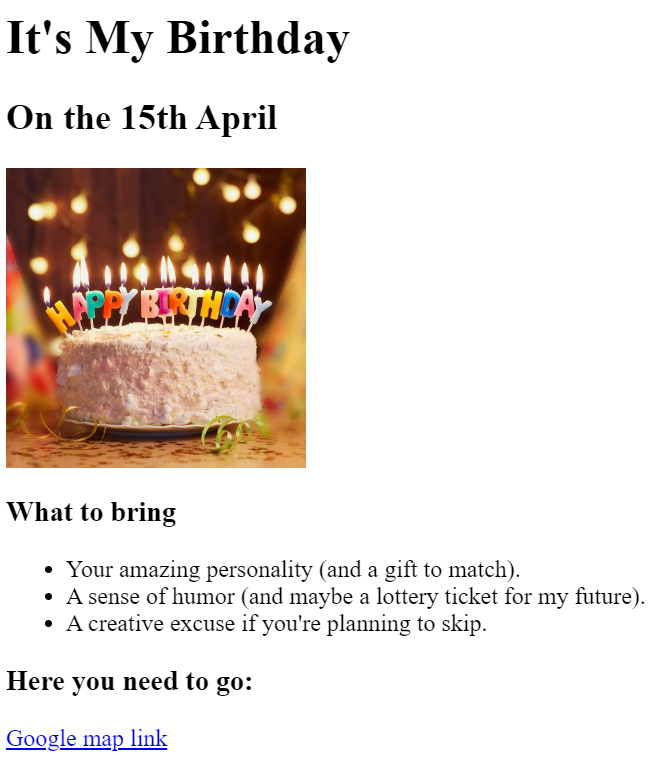 It's My Birthday
On the 15th April
HAPPY BIRTHDAY
What to bring
Your amazing personality (and a gift to match).
A sense of humor (and maybe a lottery ticket for my future).
A creative excuse if you're planning to skip.
Here you need to go:
Google map link